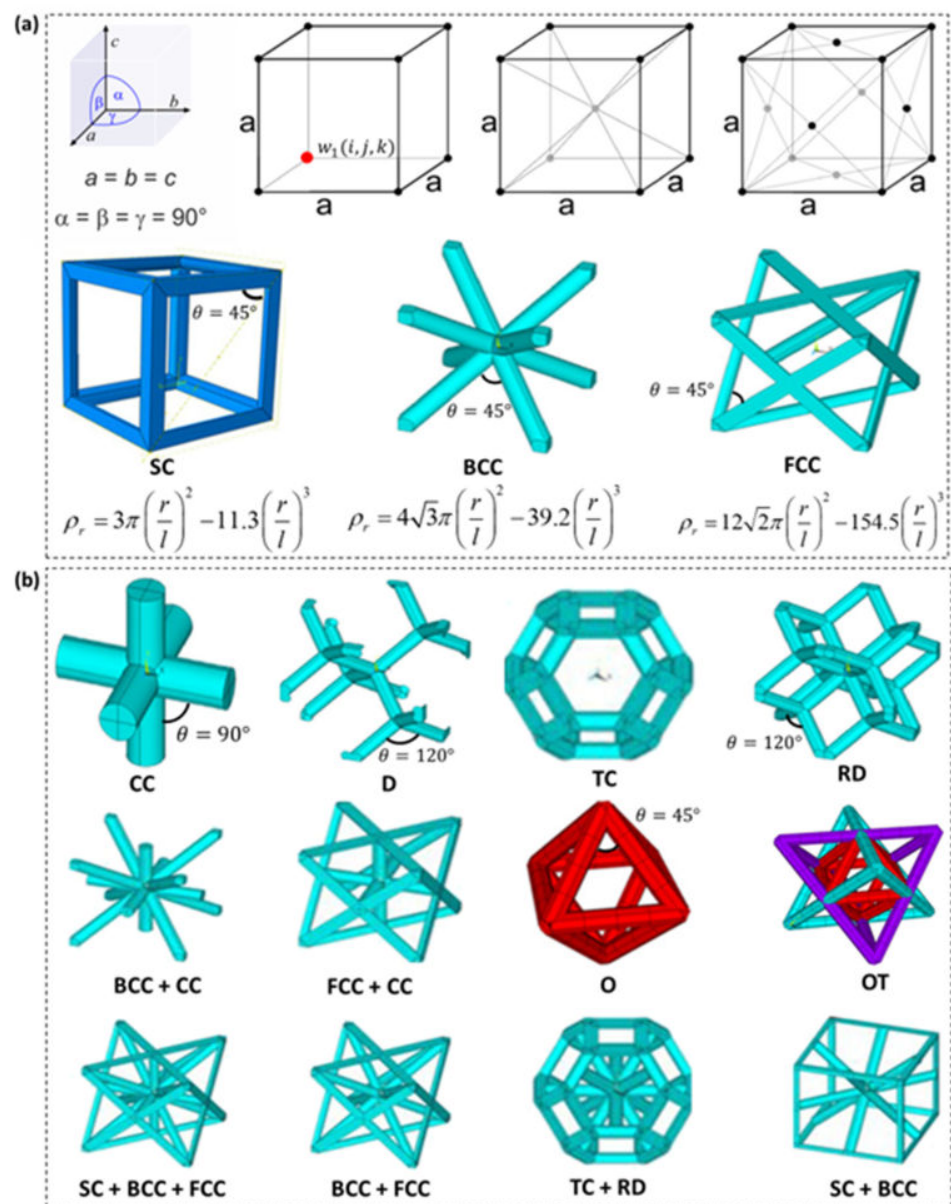 (a)
c
β α
γ
a b
a = b = c
α = β = γ = 90°
a
w₁(i, j, k)
a
a
a
a
a
a
a
a
θ = 45°
SC
θ = 45°
BCC
θ = 45°
FCC
ρᵣ = 3π(r/l)² −11.3(r/l)³
ρᵣ = 4√3π(r/l)² −39.2(r/l)³
ρᵣ = 12√2π(r/l)² −154.5(r/l)³
(b)
θ = 90°
CC
θ = 120°
D
TC
θ = 120°
RD
BCC + CC
FCC + CC
θ = 45°
O
OT
SC + BCC + FCC
BCC + FCC
TC + RD
SC + BCC